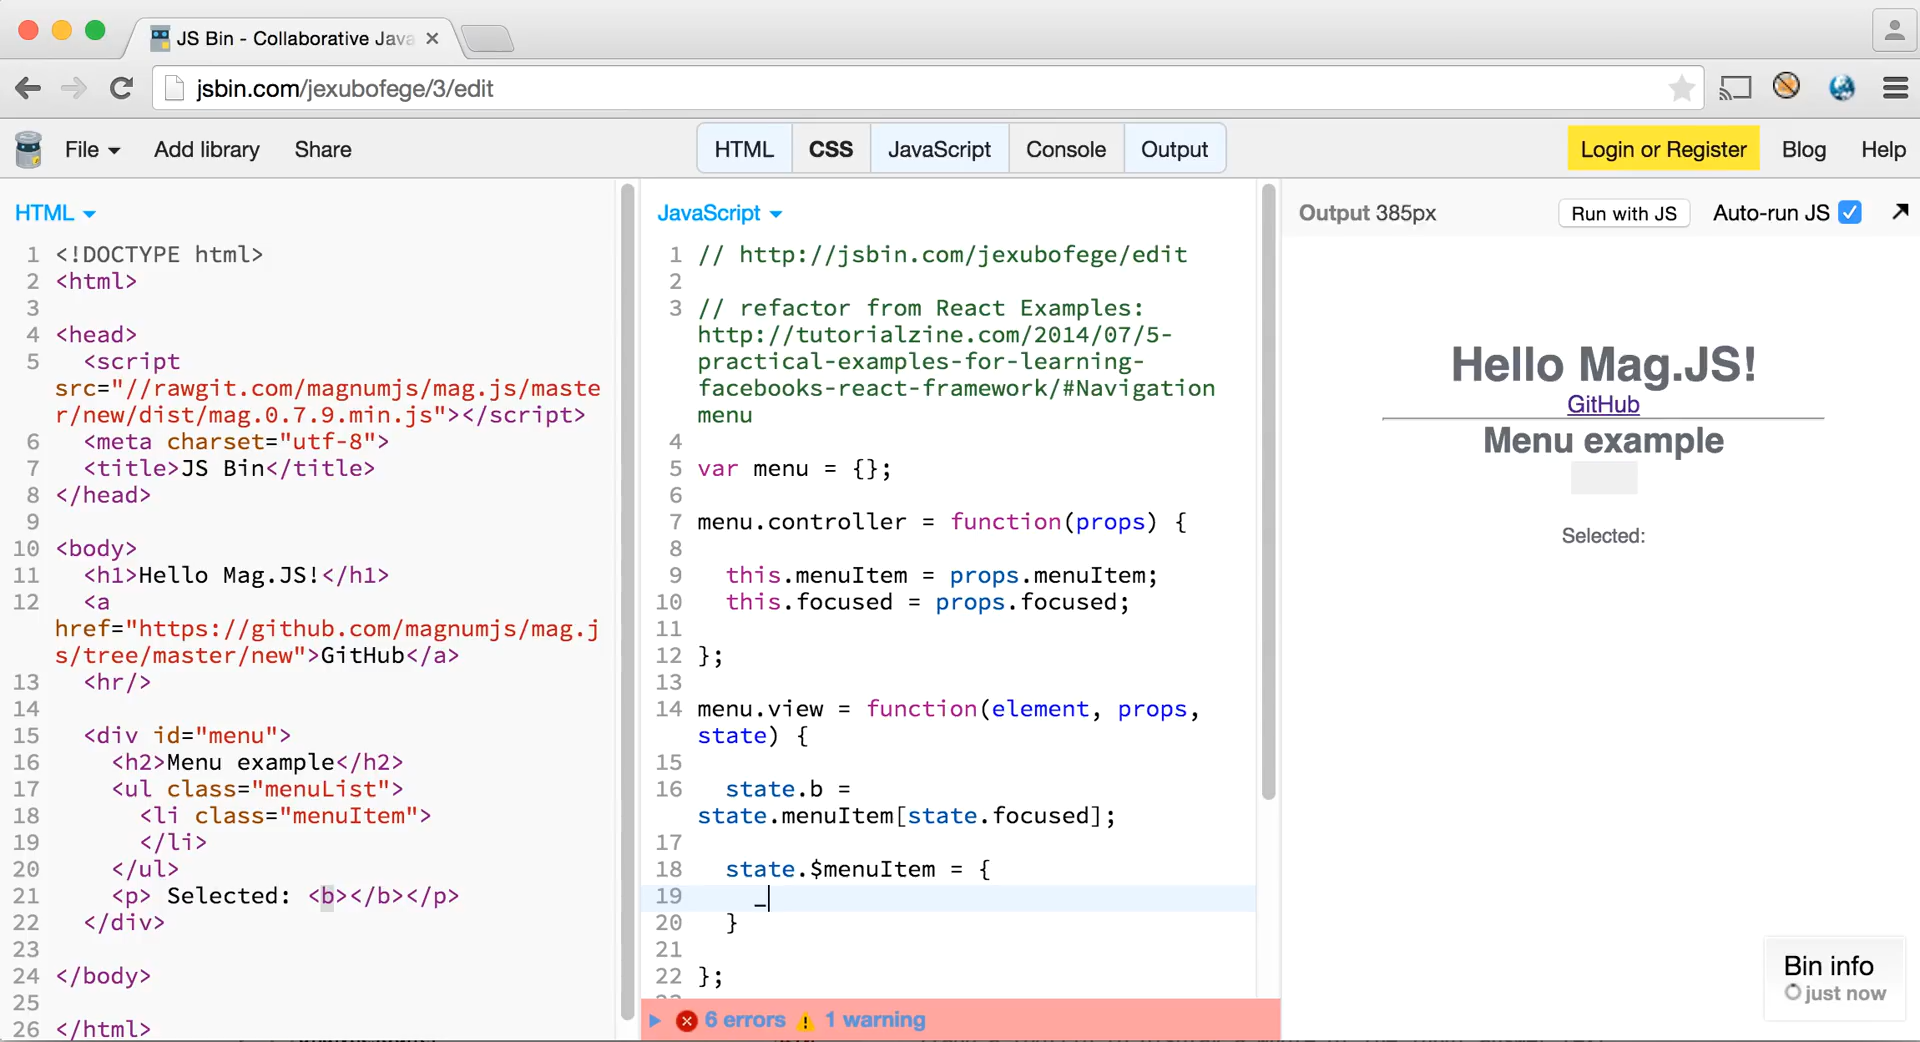 JS Bin - Collaborative Java
jsbin.com/jexubofege/3/edit
File
Add library
Share
HTML
CSS
JavaScript
Console
Output
Login or Register
Blog
Help
HTML
1 <!DOCTYPE html>
2 <html>
3
4 <head>
5   <script
src="//rawgit.com/magnumjs/mag.js/maste
r/new/dist/mag.0.7.9.min.js"></script>
6   <meta charset="utf-8">
7   <title>JS Bin</title>
8 </head>
9
10 <body>
11   <h1>Hello Mag.JS!</h1>
12   <a
href="https://github.com/magnumjs/mag.j
s/tree/master/new">GitHub</a>
13   <hr/>
14
15   <div id="menu">
16     <h2>Menu example</h2>
17     <ul class="menuList">
18       <li class="menuItem">
19       </li>
20     </ul>
21     <p> Selected: <b></b></p>
22   </div>
23
24 </body>
25
26 </html>
JavaScript
1 // http://jsbin.com/jexubofege/edit
2
3 // refactor from React Examples:
http://tutorialzine.com/2014/07/5-
practical-examples-for-learning-
facebooks-react-framework/#Navigation
menu
4
5 var menu = {};
6
7 menu.controller = function(props) {
8
9   this.menuItem = props.menuItem;
10   this.focused = props.focused;
11
12 };
13
14 menu.view = function(element, props,
state) {
15
16   state.b =
state.menuItem[state.focused];
17
18   state.$menuItem = {
19     _
20   }
21
22 };
6 errors 1 warning
Output 385px
Run with JS
Auto-run JS
Hello Mag.JS!
GitHub
Menu example
Selected:
Bin info
just now